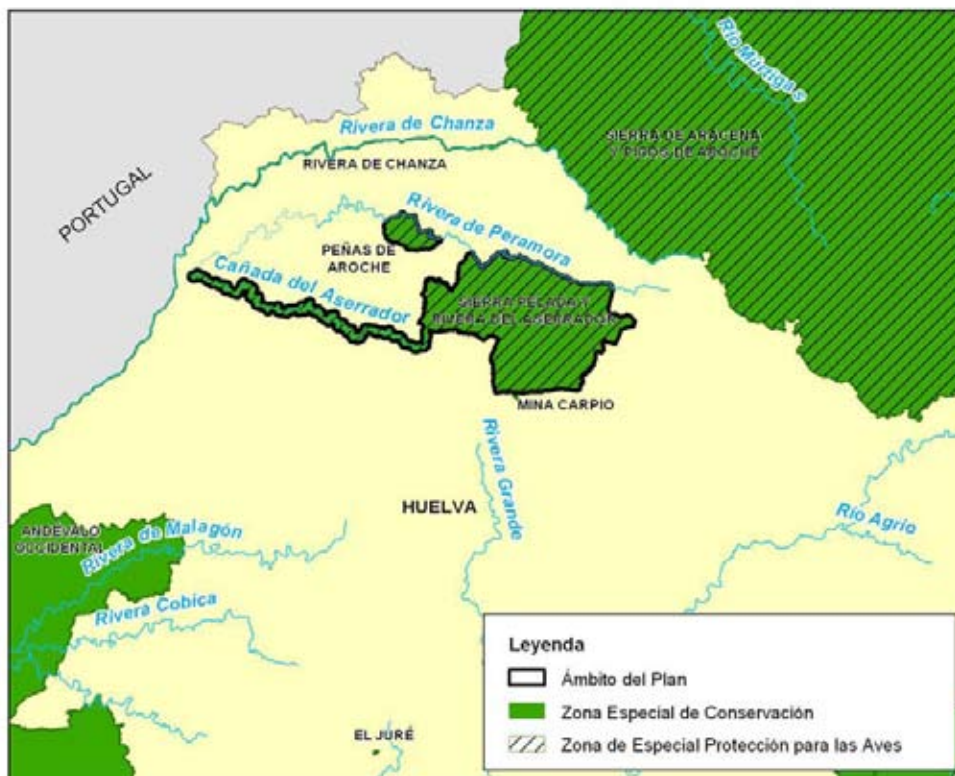 Río Múrtigas
Rivera de Chanza
SIERRA DE ARACENA
Y PICOS DE AROCHE
RIVERA DE CHANZA
PORTUGAL
Rivera de Peramora
PEÑAS DE
AROCHE
Cañada del Aserrador
SIERRA PELADA Y
RIVERA DEL ASERRADOR
MINA CARPIO
Rivera Grande
HUELVA
Río Agrio
ANDÉVALO
OCCIDENTAL
Rivera de Malagón
Rivera Cobica
EL JURÉ
Leyenda
Ámbito del Plan
Zona Especial de Conservación
Zona de Especial Protección para las Aves